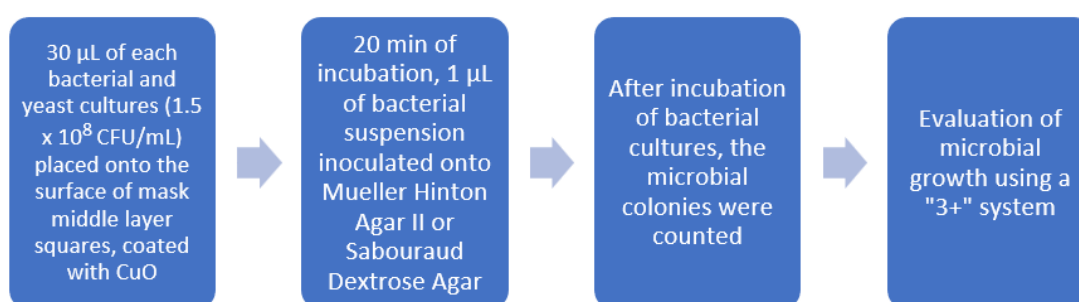 30 µL of each
bacterial and
yeast cultures (1.5
x 10⁸ CFU/mL)
placed onto the
surface of mask
middle layer
squares, coated
with CuO
20 min of
incubation, 1 µL
of bacterial
suspension
inoculated onto
Mueller Hinton
Agar II or
Sabouraud
Dextrose Agar
After incubation
of bacterial
cultures, the
microbial
colonies were
counted
Evaluation of
microbial
growth using a
"3+" system